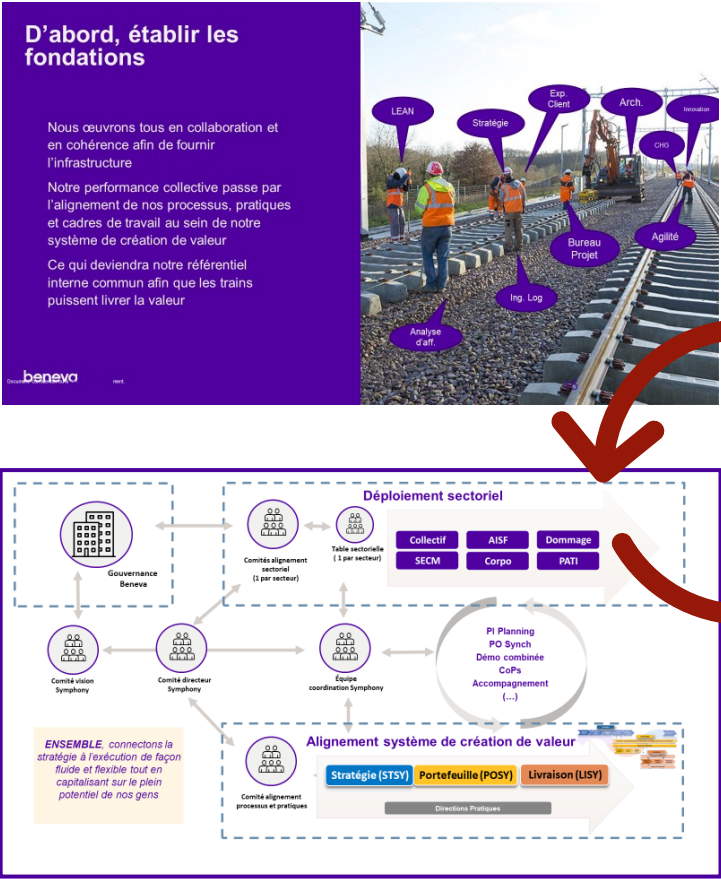 D'abord, établir les
fondations
Nous œuvrons tous en collaboration et
en cohérence afin de fournir
l'infrastructure
Notre performance collective passe par
l'alignement de nos processus, pratiques
et cadres de travail au sein de notre
système de création de valeur
Ce qui deviendra notre référentiel
interne commun afin que les trains
puissent livrer la valeur
beneva
ment.
LEAN
Stratégie
Exp.
Client
Arch.
Innovation
CHG
Bureau
Projet
Agilité
Ing. Log
Analyse
d'aff.
Déploiement sectoriel
Gouvernance
Beneva
Comités alignement
sectoriel
(1 par secteur)
Table sectorielle
( 1 par secteur)
Collectif
AISF
Dommage
SECM
Corpo
PATI
Comité vision
Symphony
Comité directeur
Symphony
Équipe
coordination Symphony
PI Planning
PO Synch
Démo combinée
CoPs
Accompagnement
(...)
ENSEMBLE, connectons la
stratégie à l'exécution de façon
fluide et flexible tout en
capitalisant sur le plein
potentiel de nos gens
Alignement système de création de valeur
Comité alignement
processus et pratiques
Stratégie (STSY)
Portefeuille (POSY)
Livraison (LISY)
Directions Pratiques